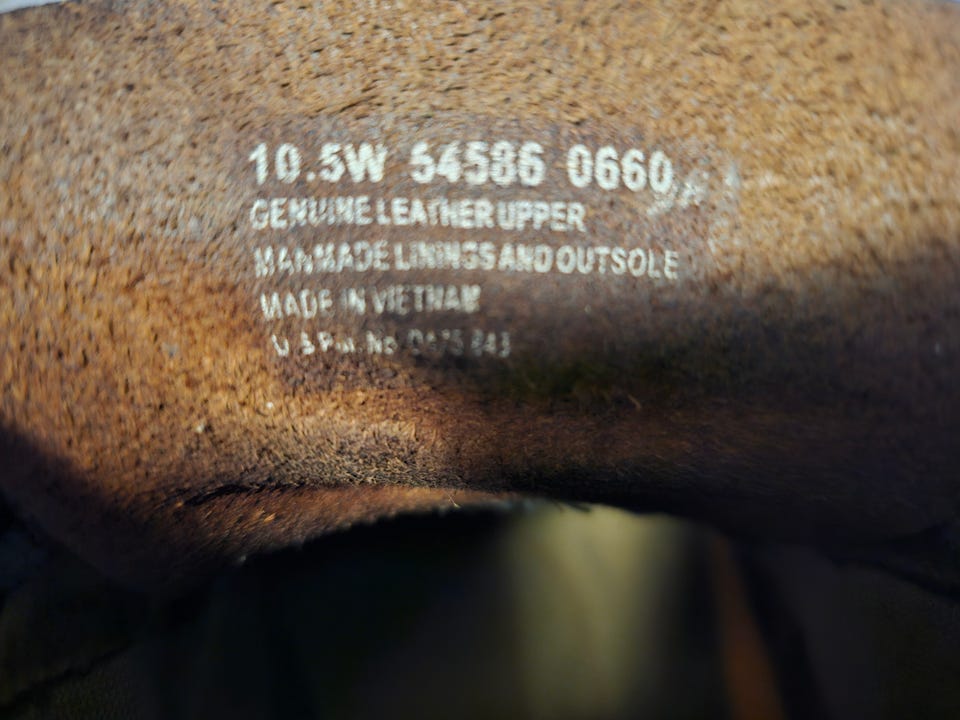 10.5W 54586 0660
GENUINE LEATHER UPPER
MANMADE LININGS AND OUTSOLE
MADE IN VIETNAM
U.S Pat. No.